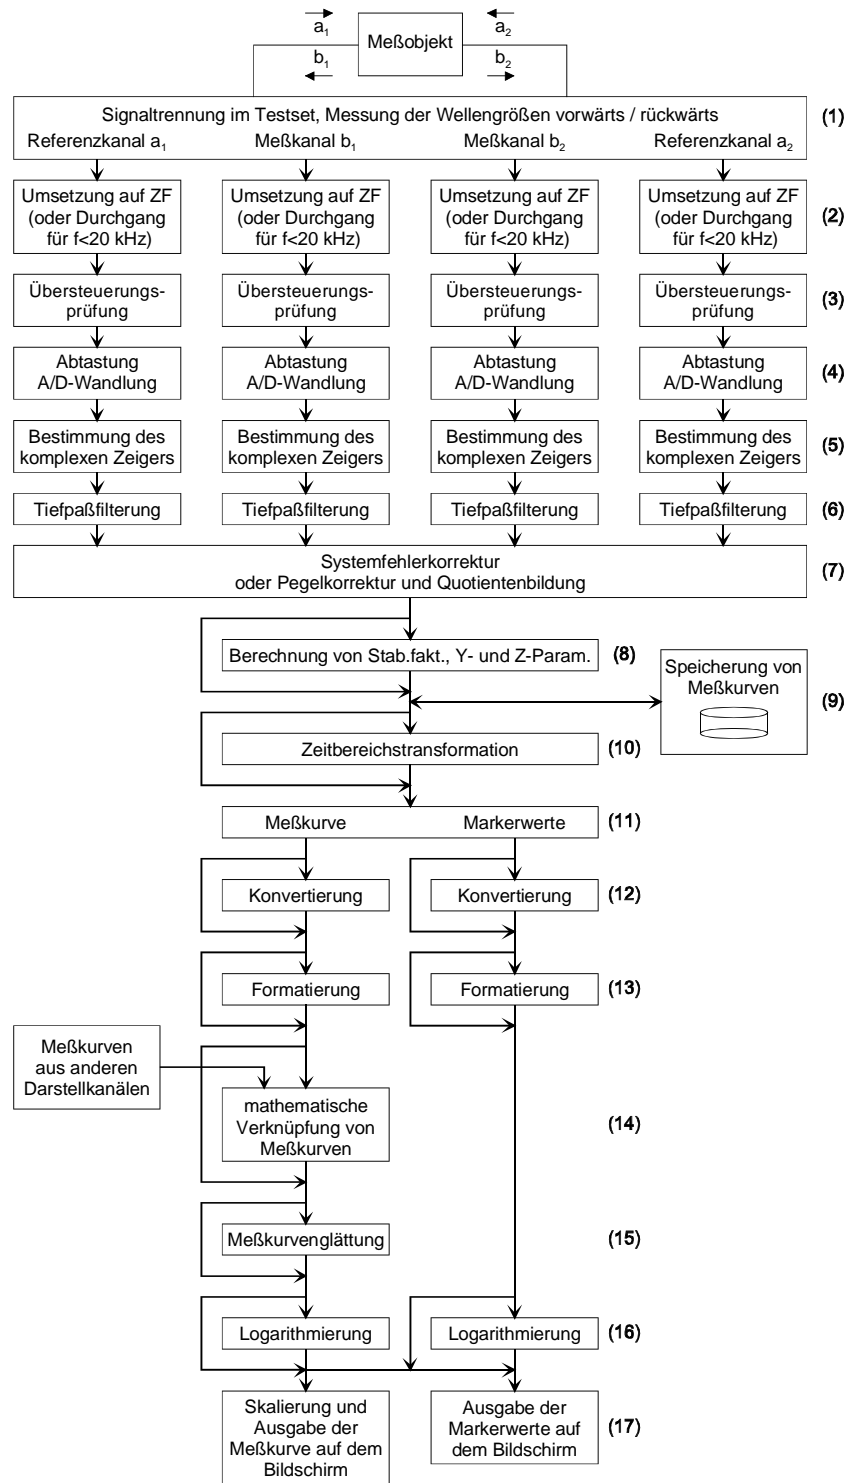 a1
a2
Meßobjekt
b1
b2
Signaltrennung im Testset, Messung der Wellengrößen vorwärts / rückwärts
(1)
Referenzkanal a1 Meßkanal b1 Meßkanal b2 Referenzkanal a2
Umsetzung auf ZF Umsetzung auf ZF Umsetzung auf ZF Umsetzung auf ZF
(oder Durchgang (oder Durchgang (oder Durchgang (oder Durchgang (2)
für f<20 kHz) für f<20 kHz) für f<20 kHz) für f<20 kHz)
Übersteuerungs- Übersteuerungs- Übersteuerungs- Übersteuerungs-
prüfung prüfung prüfung prüfung (3)
Abtastung Abtastung Abtastung Abtastung
A/D-Wandlung A/D-Wandlung A/D-Wandlung A/D-Wandlung (4)
Bestimmung des Bestimmung des Bestimmung des Bestimmung des
komplexen Zeigers komplexen Zeigers komplexen Zeigers komplexen Zeigers (5)
Tiefpaßfilterung Tiefpaßfilterung Tiefpaßfilterung Tiefpaßfilterung (6)
Systemfehlerkorrektur
oder Pegelkorrektur und Quotientenbildung
(7)
Berechnung von Stab.fakt., Y- und Z-Param. (8)
Speicherung von
Meßkurven
(9)
Zeitbereichstransformation (10)
Meßkurve Markerwerte (11)
Konvertierung Konvertierung (12)
Formatierung Formatierung (13)
Meßkurven
aus anderen
Darstellkanälen
mathematische
Verknüpfung von
Meßkurven
(14)
Meßkurvenglättung (15)
Logarithmierung Logarithmierung (16)
Skalierung und
Ausgabe der
Meßkurve auf dem
Bildschirm
Ausgabe der
Markerwerte auf
dem Bildschirm
(17)